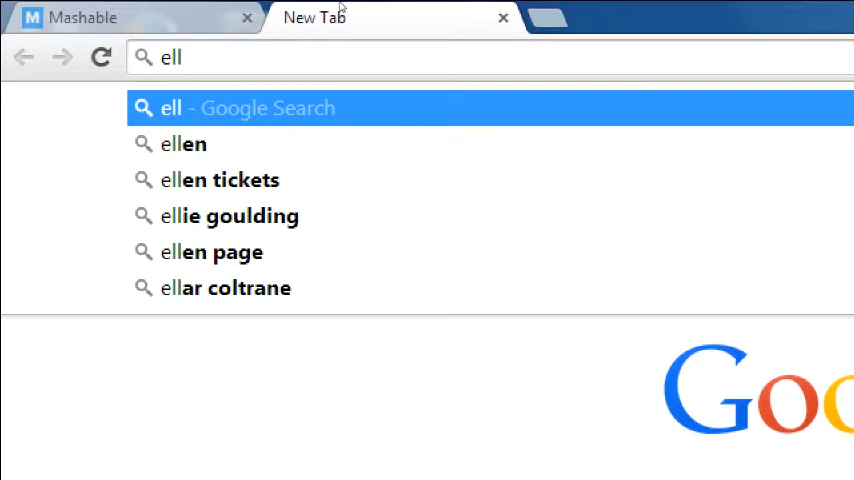 M Mashable New Tab
ell
ell - Google Search
ellen
ellen tickets
ellie goulding
ellen page
ellar coltrane
Goo